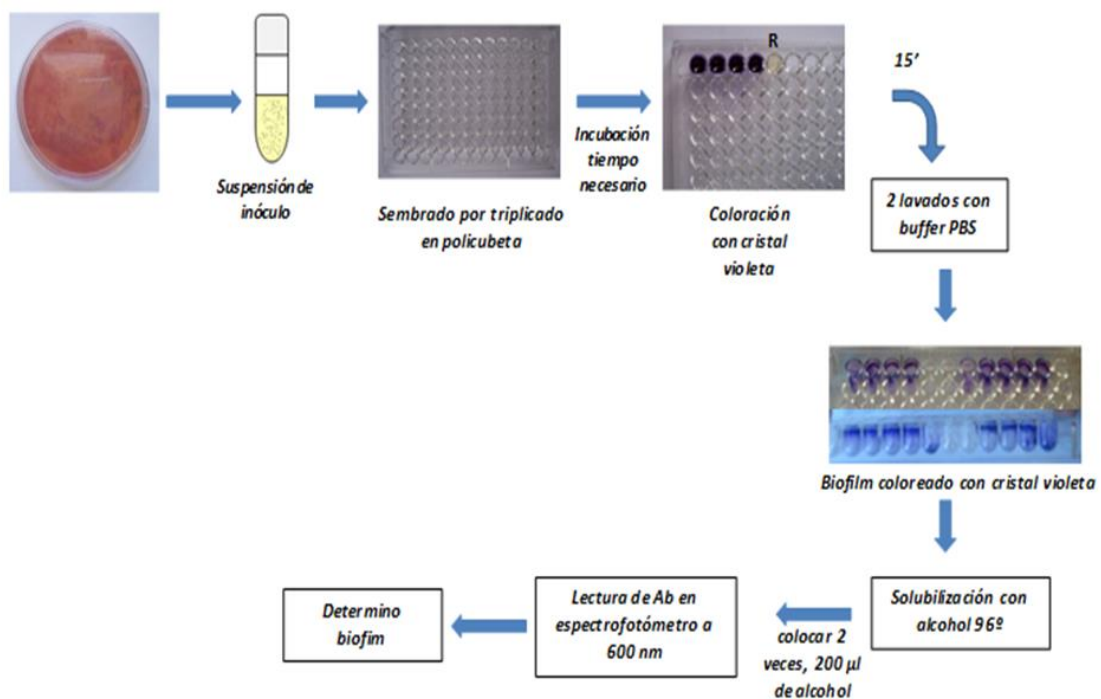 Suspensión de
inóculo
Sembrado por triplicado
en policubeta
Incubación
tiempo
necesario
R
Coloración
con cristal
violeta
15’
2 lavados con
buffer PBS
Biofilm coloreado con cristal violeta
Solubilización con
alcohol 96º
colocar 2
veces, 200 µl
de alcohol
Lectura de Ab en
espectrofotómetro a
600 nm
Determino
biofim